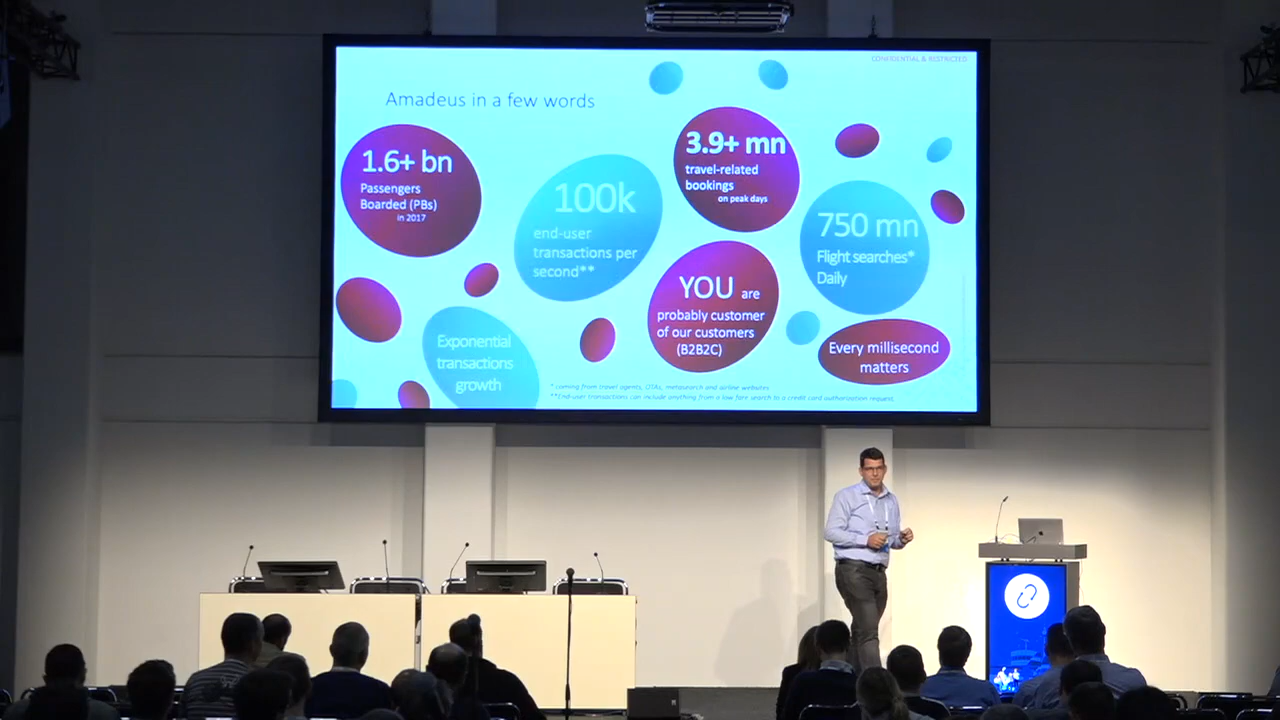 CONFIDENTIAL & RESTRICTED
Amadeus in a few words
1.6+ bn
Passengers
Boarded (PBs)
in 2017
100k
end-user
transactions per
second**
3.9+ mn
travel-related
bookings
on peak days
750 mn
Flight searches*
Daily
YOU are
probably customer
of our customers
(B2B2C)
Exponential
transactions
growth
Every millisecond
matters
* coming from travel agents, OTAs, metasearch and airline websites
**End-user transactions can include anything from a low fare search to a credit card authorization request.